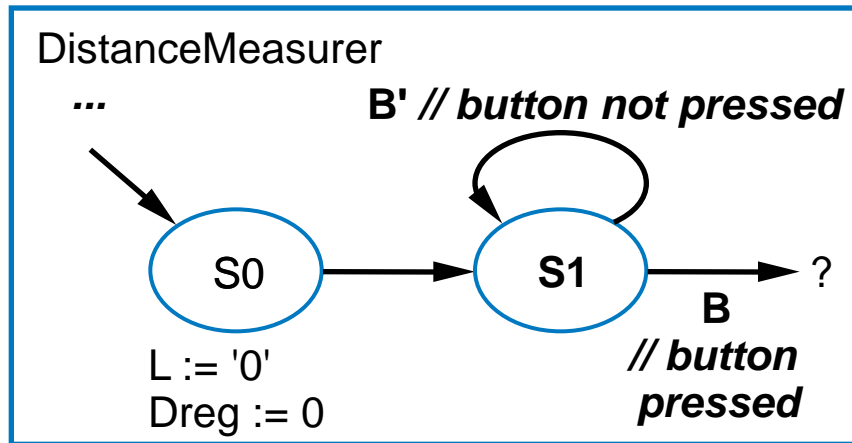 DistanceMeasurer
...
B' // button not pressed
S0
S1
?
B
// button
pressed
L := '0'
Dreg := 0